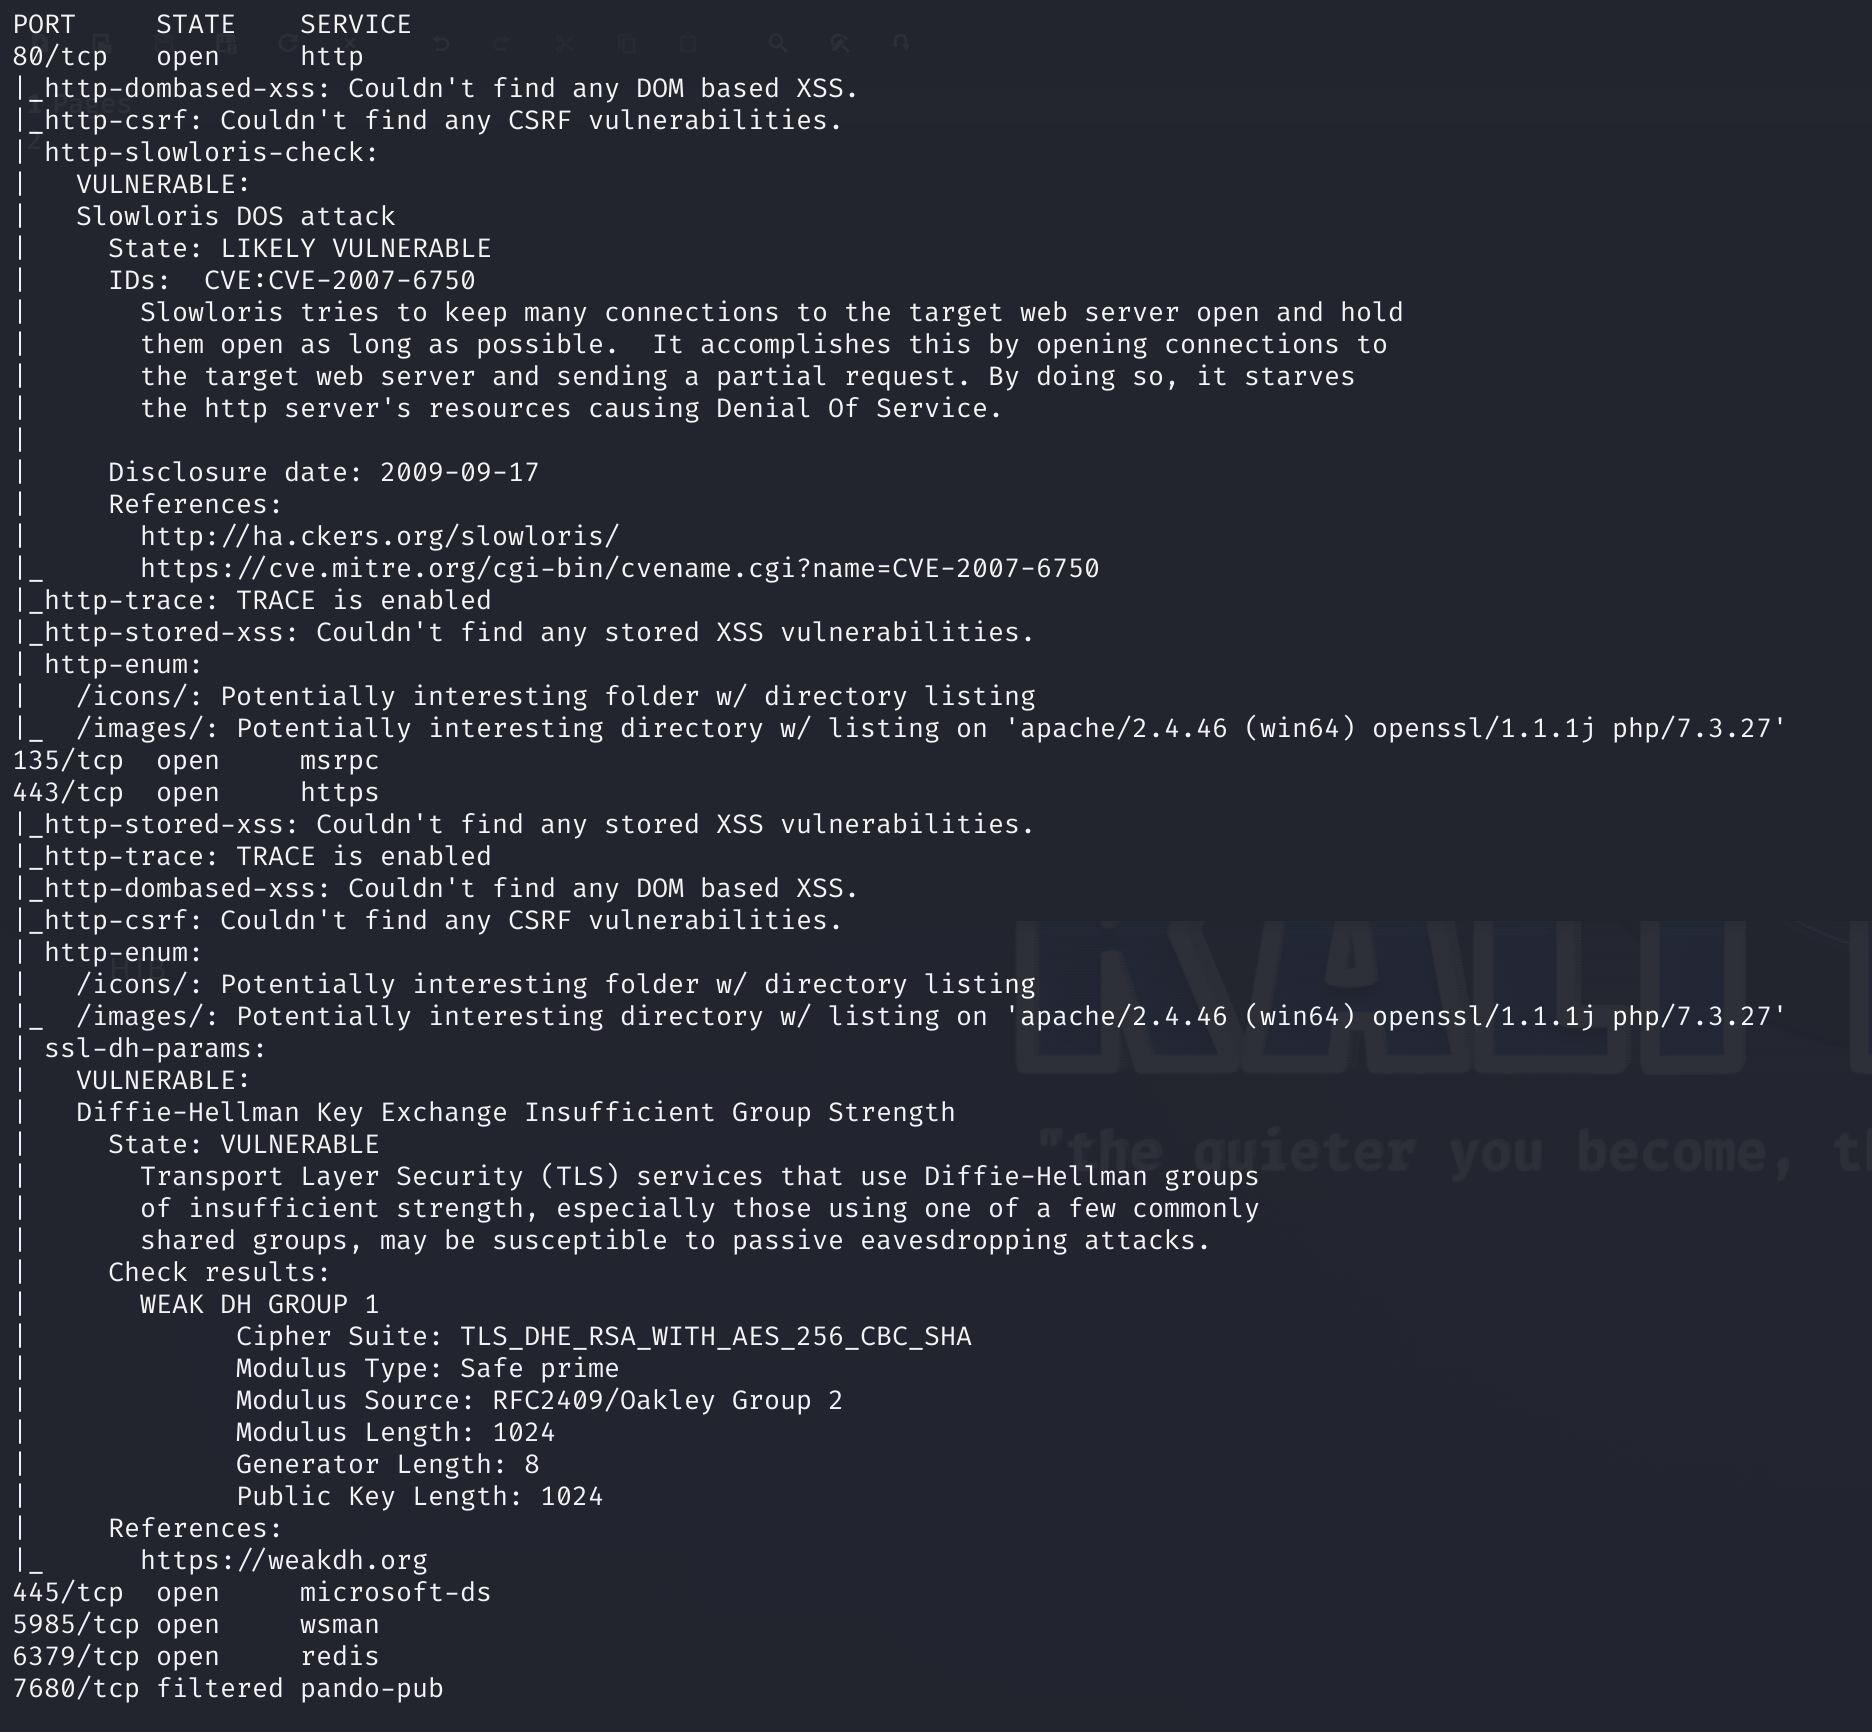 PORT     STATE    SERVICE
80/tcp   open     http
|_http-dombased-xss: Couldn't find any DOM based XSS.
|_http-csrf: Couldn't find any CSRF vulnerabilities.
| http-slowloris-check:
|   VULNERABLE:
|   Slowloris DOS attack
|     State: LIKELY VULNERABLE
|     IDs:  CVE:CVE-2007-6750
|       Slowloris tries to keep many connections to the target web server open and hold
|       them open as long as possible.  It accomplishes this by opening connections to
|       the target web server and sending a partial request. By doing so, it starves
|       the http server's resources causing Denial Of Service.
|
|     Disclosure date: 2009-09-17
|     References:
|       http://ha.ckers.org/slowloris/
|_      https://cve.mitre.org/cgi-bin/cvename.cgi?name=CVE-2007-6750
|_http-trace: TRACE is enabled
|_http-stored-xss: Couldn't find any stored XSS vulnerabilities.
| http-enum:
|   /icons/: Potentially interesting folder w/ directory listing
|_  /images/: Potentially interesting directory w/ listing on 'apache/2.4.46 (win64) openssl/1.1.1j php/7.3.27'
135/tcp  open     msrpc
443/tcp  open     https
|_http-stored-xss: Couldn't find any stored XSS vulnerabilities.
|_http-trace: TRACE is enabled
|_http-dombased-xss: Couldn't find any DOM based XSS.
|_http-csrf: Couldn't find any CSRF vulnerabilities.
| http-enum:
|   /icons/: Potentially interesting folder w/ directory listing
|_  /images/: Potentially interesting directory w/ listing on 'apache/2.4.46 (win64) openssl/1.1.1j php/7.3.27'
| ssl-dh-params:
|   VULNERABLE:
|   Diffie-Hellman Key Exchange Insufficient Group Strength
|     State: VULNERABLE
|       Transport Layer Security (TLS) services that use Diffie-Hellman groups
|       of insufficient strength, especially those using one of a few commonly
|       shared groups, may be susceptible to passive eavesdropping attacks.
|     Check results:
|       WEAK DH GROUP 1
|             Cipher Suite: TLS_DHE_RSA_WITH_AES_256_CBC_SHA
|             Modulus Type: Safe prime
|             Modulus Source: RFC2409/Oakley Group 2
|             Modulus Length: 1024
|             Generator Length: 8
|             Public Key Length: 1024
|     References:
|_      https://weakdh.org
445/tcp  open     microsoft-ds
5985/tcp open     wsman
6379/tcp open     redis
7680/tcp filtered pando-pub
Pages
HTB
KALI
"the quieter you become, th